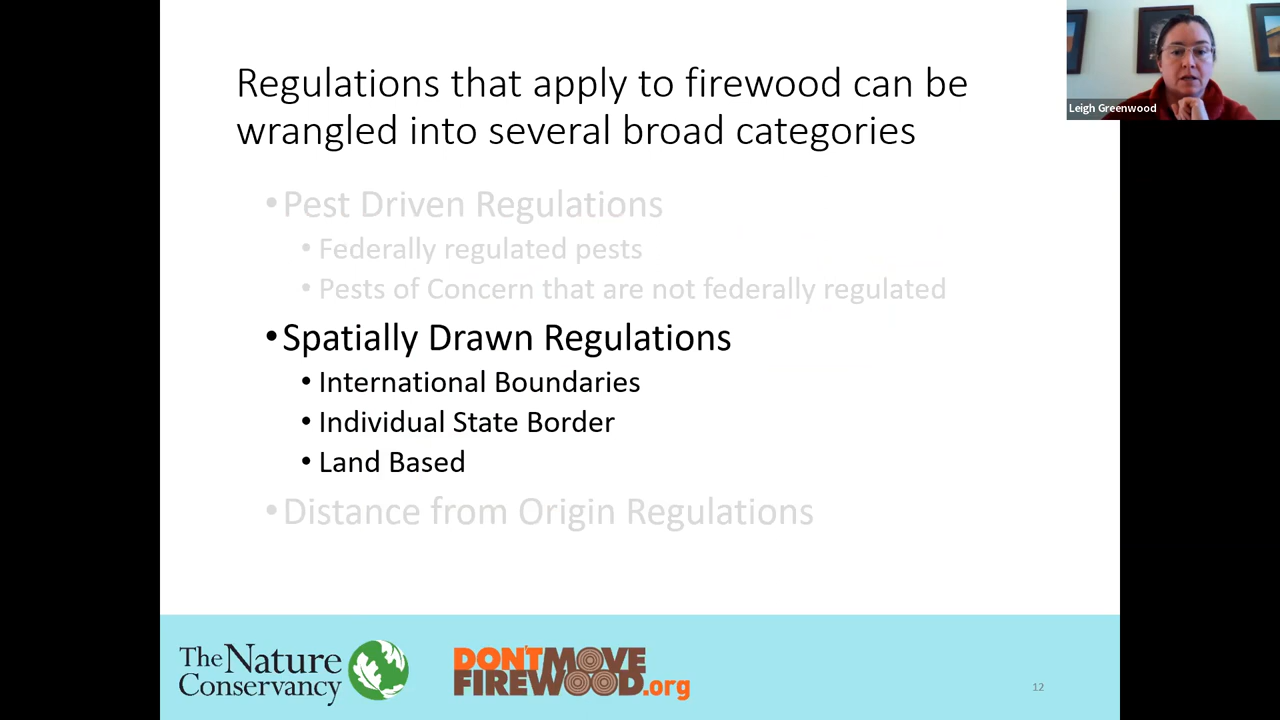 Regulations that apply to firewood can be
wrangled into several broad categories
Leigh Greenwood
•Pest Driven Regulations
• Federally regulated pests
• Pests of Concern that are not federally regulated
•Spatially Drawn Regulations
• International Boundaries
• Individual State Border
• Land Based
•Distance from Origin Regulations
The Nature
Conservancy
DON'T MOVE
FIREWOOD.org
12